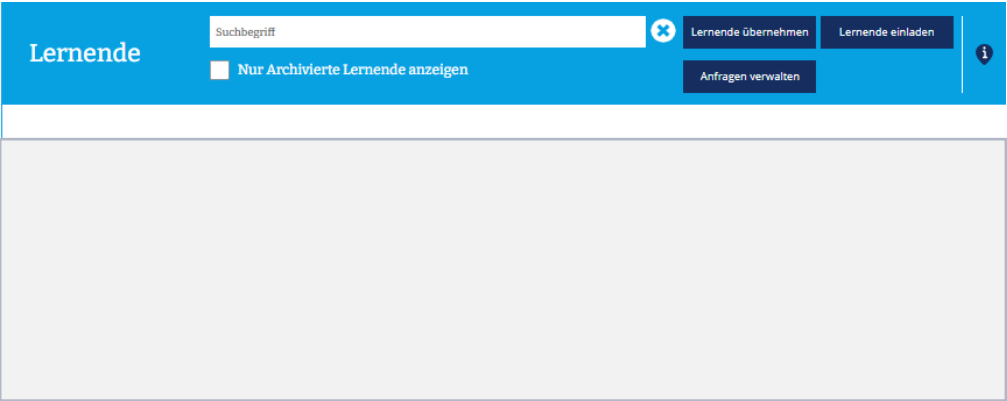 Lernende
Suchbegriff
Lernende übernehmen
Lernende einladen
Nur Archivierte Lernende anzeigen
Anfragen verwalten
i